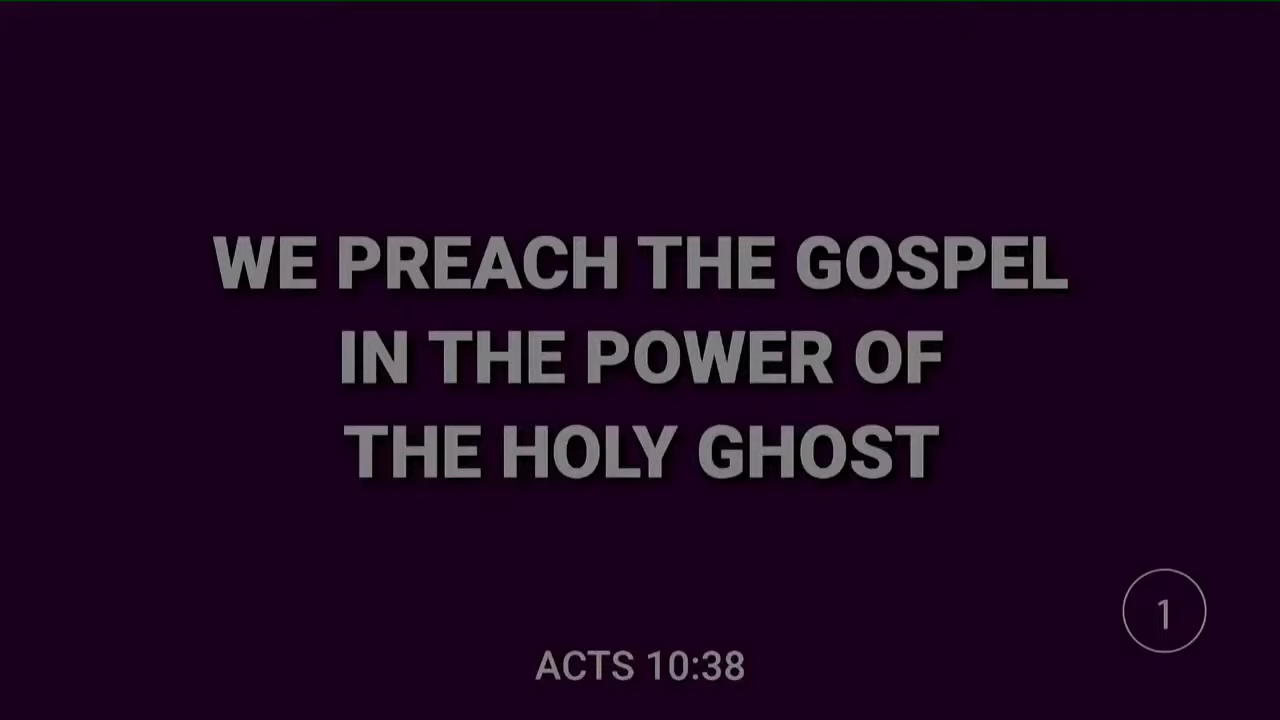 WE PREACH THE GOSPEL
IN THE POWER OF
THE HOLY GHOST
1
ACTS 10:38